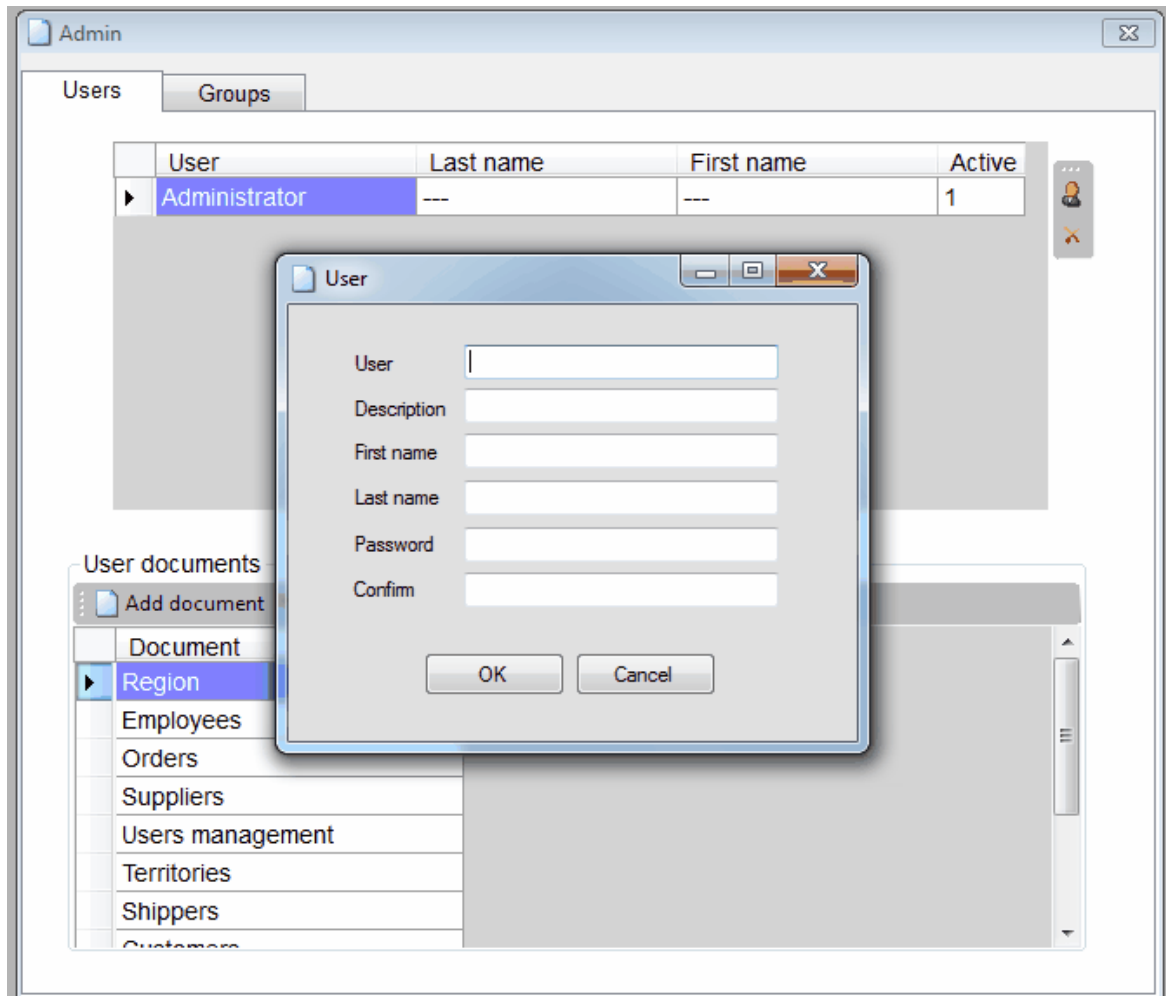 Admin
Users Groups
User Last name First name Active
Administrator --- --- 1
User
User
Description
First name
Last name
Password
Confirm
OK Cancel
User documents
Add document
Document
Region
Employees
Orders
Suppliers
Users management
Territories
Shippers
Customers